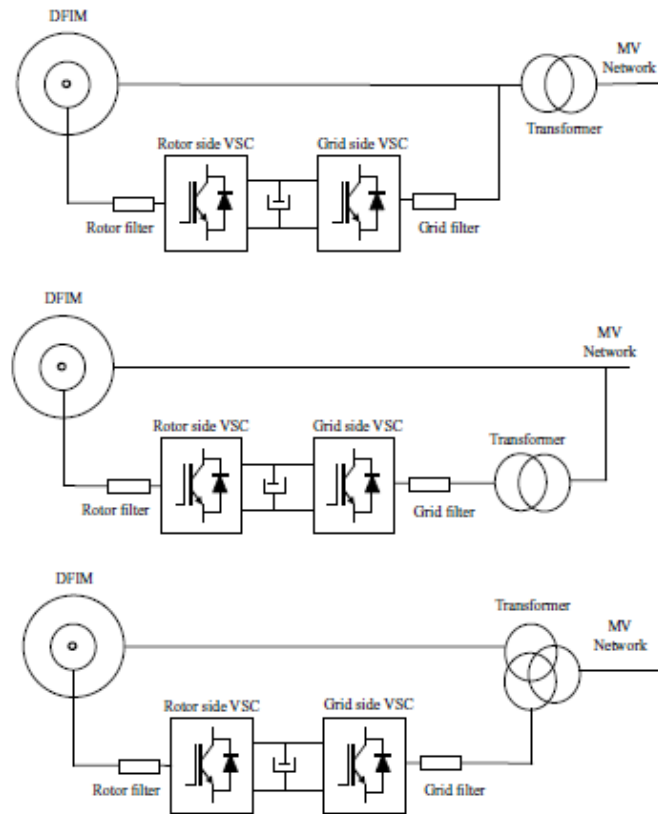 DFIM
MV
Network
Transformer
Rotor side VSC
Grid side VSC
Rotor filter
Grid filter
DFIM
MV
Network
Rotor side VSC
Grid side VSC
Transformer
Rotor filter
Grid filter
DFIM
Transformer
MV
Network
Rotor side VSC
Grid side VSC
Rotor filter
Grid filter